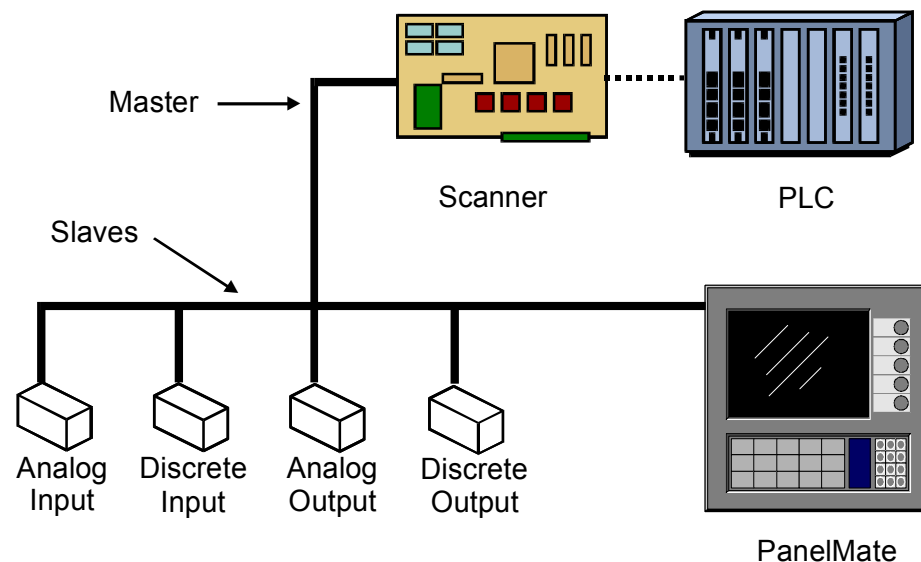 Master
Scanner
PLC
Slaves
Analog
Input
Discrete
Input
Analog
Output
Discrete
Output
PanelMate